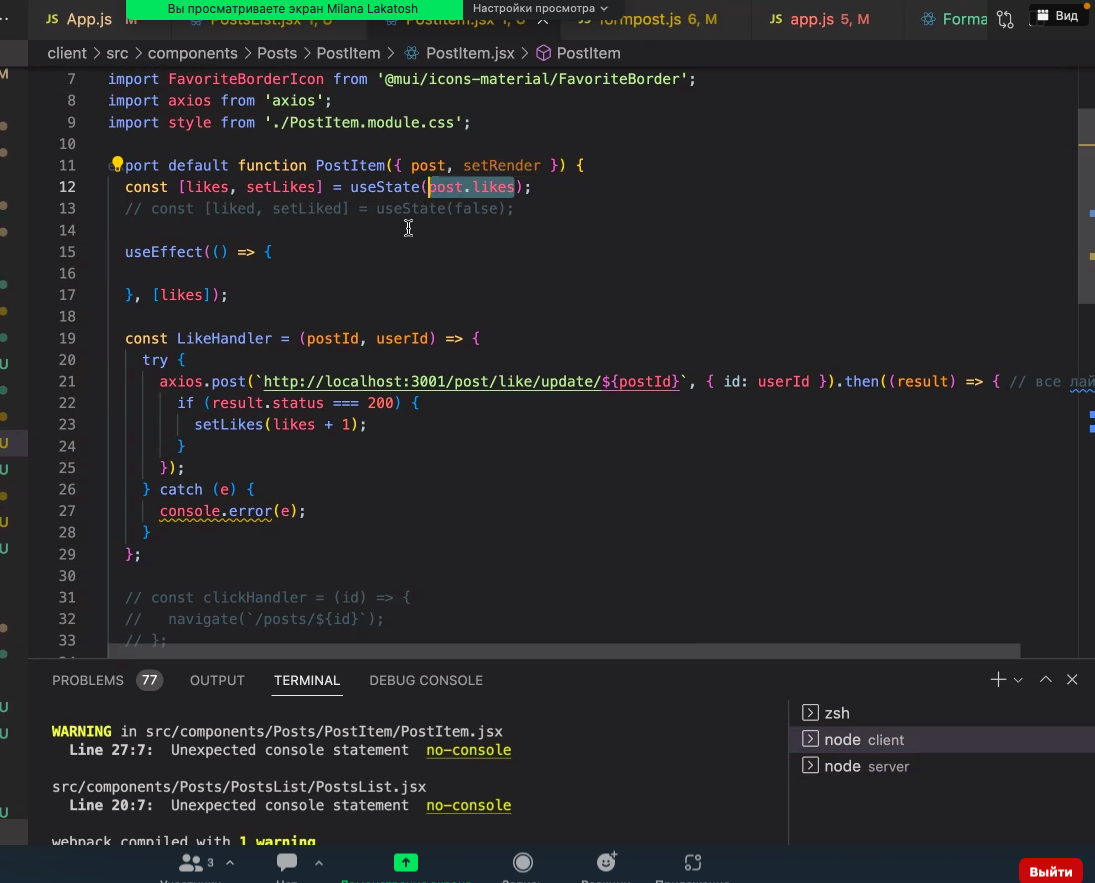 Вы просматриваете экран Milana Lakatosh
Настройки просмотра
Вид
JS App.js M
PostsList.jsx 1, U
PostItem.jsx 1, U
formpost.js 6, M
JS app.js 5, M
Forma
client > src > components > Posts > PostItem > PostItem.jsx > PostItem
7 import FavoriteBorderIcon from '@mui/icons-material/FavoriteBorder';
8 import axios from 'axios';
9 import style from './PostItem.module.css';
10
11 export default function PostItem({ post, setRender }) {
12 const [likes, setLikes] = useState(post.likes);
13 // const [liked, setLiked] = useState(false);
14
15 useEffect(() => {
16
17 }, [likes]);
18
19 const LikeHandler = (postId, userId) => {
20 try {
21 axios.post(`http://localhost:3001/post/like/update/${postId}`, { id: userId }).then((result) => { // все лай
22 if (result.status === 200) {
23 setLikes(likes + 1);
24 }
25 });
26 } catch (e) {
27 console.error(e);
28 }
29 };
30
31 // const clickHandler = (id) => {
32 // navigate(`/posts/${id}`);
33 // };
PROBLEMS 77 OUTPUT TERMINAL DEBUG CONSOLE
WARNING in src/components/Posts/PostItem/PostItem.jsx
Line 27:7: Unexpected console statement no-console
src/components/Posts/PostsList/PostsList.jsx
Line 20:7: Unexpected console statement no-console
webpack compiled with 1 warning
zsh
node client
node server
3
Выйти